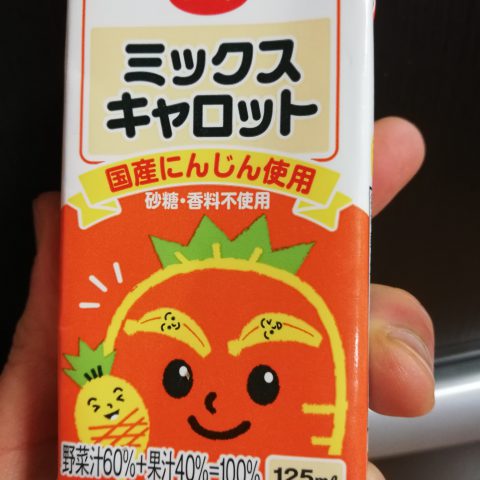 ミックス
キャロット
国産にんじん使用
砂糖・香料不使用
野菜汁60%+果汁40%=100%
125ml